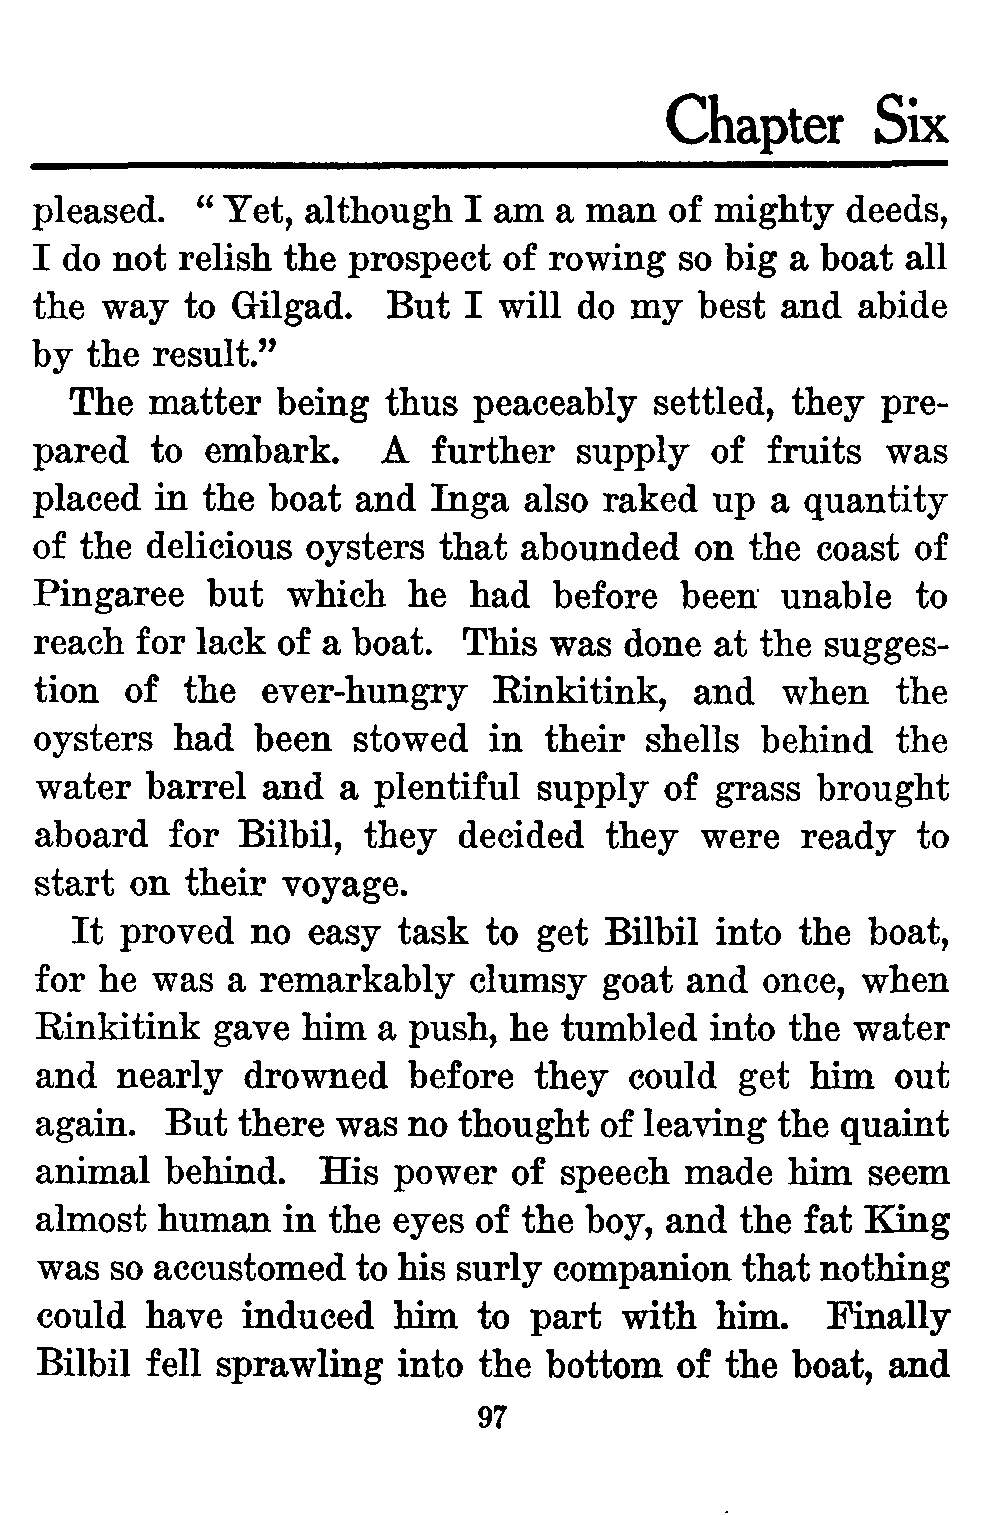 Chapter Six
pleased. “ Yet, although I am a man of mighty deeds,
I do not relish the prospect of rowing so big a boat all
the way to Gilgad. But I will do my best and abide
by the result.”
The matter being thus peaceably settled, they pre-
pared to embark. A further supply of fruits was
placed in the boat and Inga also raked up a quantity
of the delicious oysters that abounded on the coast of
Pingaree but which he had before been unable to
reach for lack of a boat. This was done at the sugges-
tion of the ever-hungry Rinkitink, and when the
oysters had been stowed in their shells behind the
water barrel and a plentiful supply of grass brought
aboard for Bilbil, they decided they were ready to
start on their voyage.
It proved no easy task to get Bilbil into the boat,
for he was a remarkably clumsy goat and once, when
Rinkitink gave him a push, he tumbled into the water
and nearly drowned before they could get him out
again. But there was no thought of leaving the quaint
animal behind. His power of speech made him seem
almost human in the eyes of the boy, and the fat King
was so accustomed to his surly companion that nothing
could have induced him to part with him. Finally
Bilbil fell sprawling into the bottom of the boat, and
97